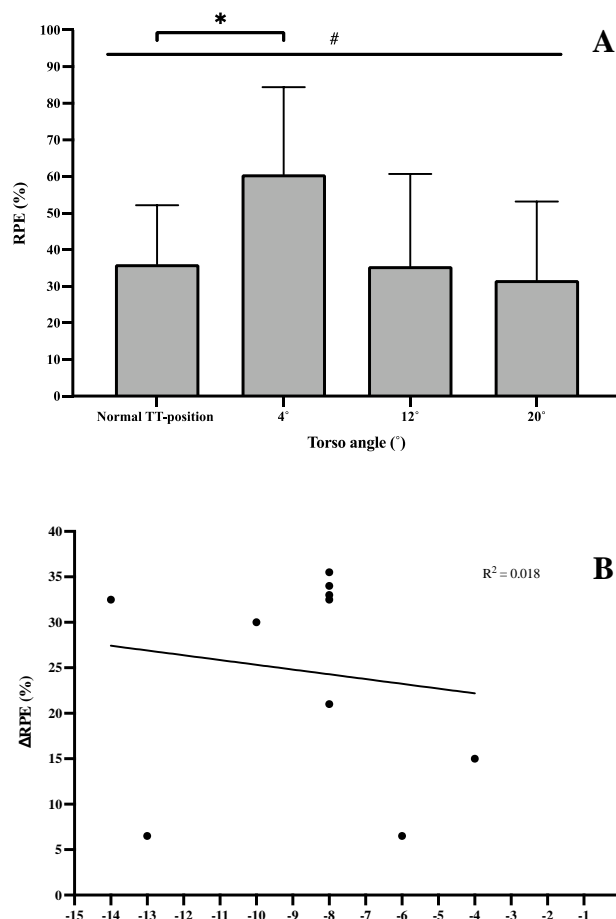 A
* #
100
90
80
70
60
50
40
30
20
10
0
RPE (%)
Normal TT-position 4° 12° 20°
Torso angle (°)
B
R² = 0.018
40
35
30
25
20
15
10
5
0
ΔRPE (%)
-15 -14 -13 -12 -11 -10 -9 -8 -7 -6 -5 -4 -3 -2 -1